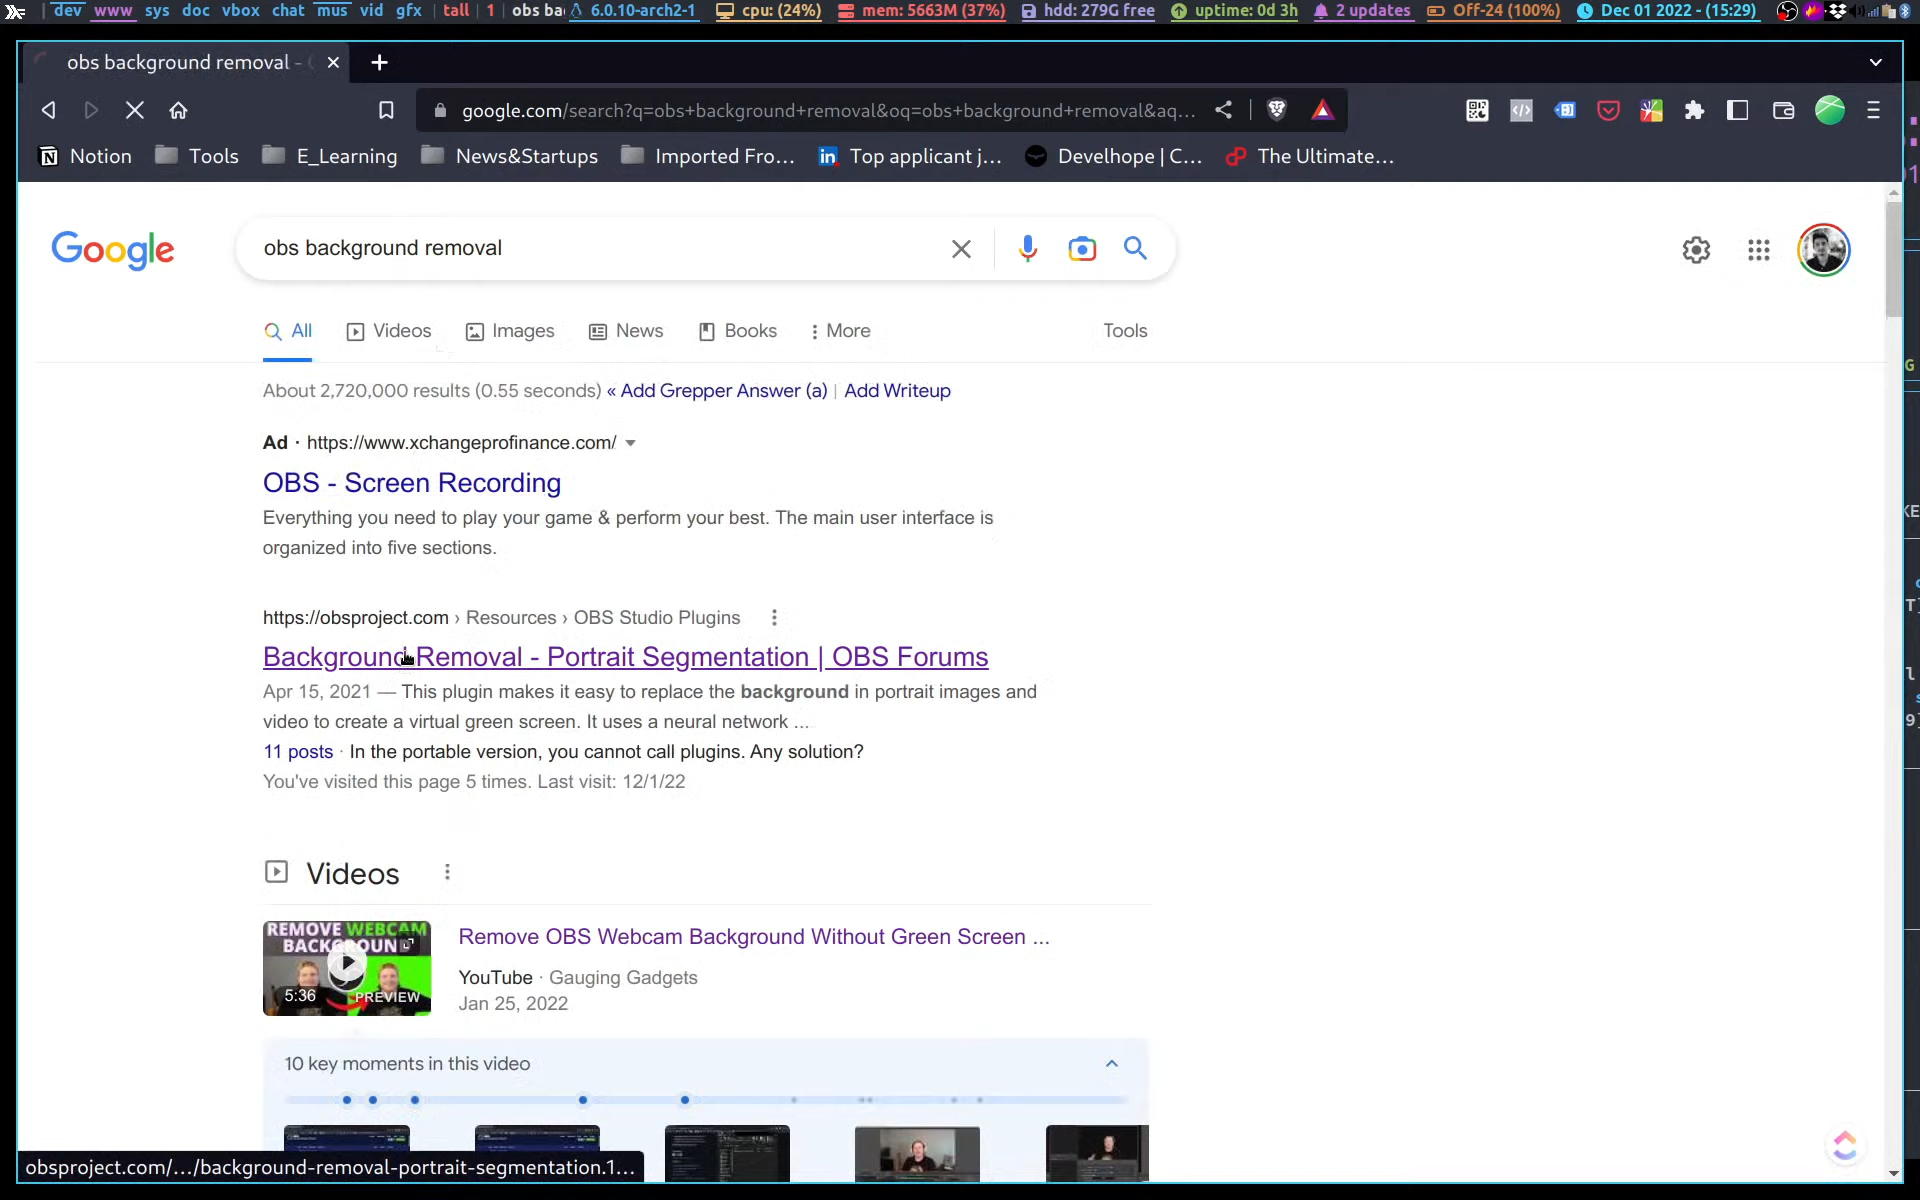 dev www sys doc vbox chat mus vid gfx | tall | 1 | obs ba 6.0.10-arch2-1 cpu: (24%) mem: 5663M (37%) hdd: 279G free uptime: 0d 3h 2 updates Off-24 (100%) Dec 01 2022 - (15:29)
obs background removal -
google.com/search?q=obs+background+removal&oq=obs+background+removal&aq...
Notion Tools E_Learning News&Startups Imported Fro... Top applicant j... Develhope | C... The Ultimate...
Google obs background removal
All Videos Images News Books More Tools
About 2,720,000 results (0.55 seconds) « Add Grepper Answer (a) | Add Writeup
Ad · https://www.xchangeprofinance.com/
OBS - Screen Recording
Everything you need to play your game & perform your best. The main user interface is
organized into five sections.
https://obsproject.com › Resources › OBS Studio Plugins
Background Removal - Portrait Segmentation | OBS Forums
Apr 15, 2021 — This plugin makes it easy to replace the background in portrait images and
video to create a virtual green screen. It uses a neural network ...
11 posts · In the portable version, you cannot call plugins. Any solution?
You've visited this page 5 times. Last visit: 12/1/22
Videos
REMOVE WEBCAM
BACKGROUND
5:36 PREVIEW
Remove OBS Webcam Background Without Green Screen ...
YouTube · Gauging Gadgets
Jan 25, 2022
10 key moments in this video
obsproject.com/.../background-removal-portrait-segmentation.1...